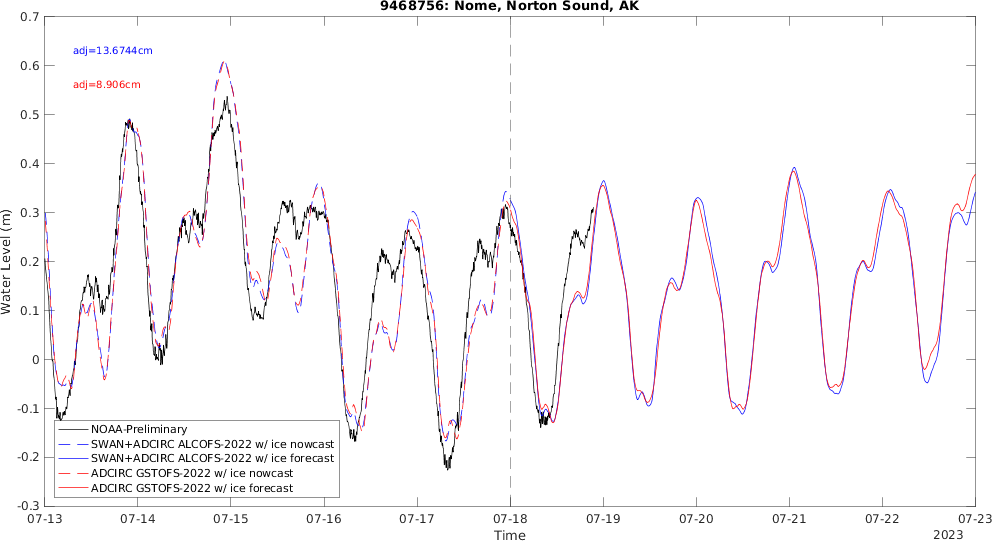 9468756: Nome, Norton Sound, AK
adj=13.6744cm
adj=8.906cm
Water Level (m)
0.7
0.6
0.5
0.4
0.3
0.2
0.1
0
-0.1
-0.2
-0.3
NOAA-Preliminary
SWAN+ADCIRC ALCOFS-2022 w/ ice nowcast
SWAN+ADCIRC ALCOFS-2022 w/ ice forecast
ADCIRC GSTOFS-2022 w/ ice nowcast
ADCIRC GSTOFS-2022 w/ ice forecast
07-13 07-14 07-15 07-16 07-17 07-18 07-19 07-20 07-21 07-22 07-23
Time
2023